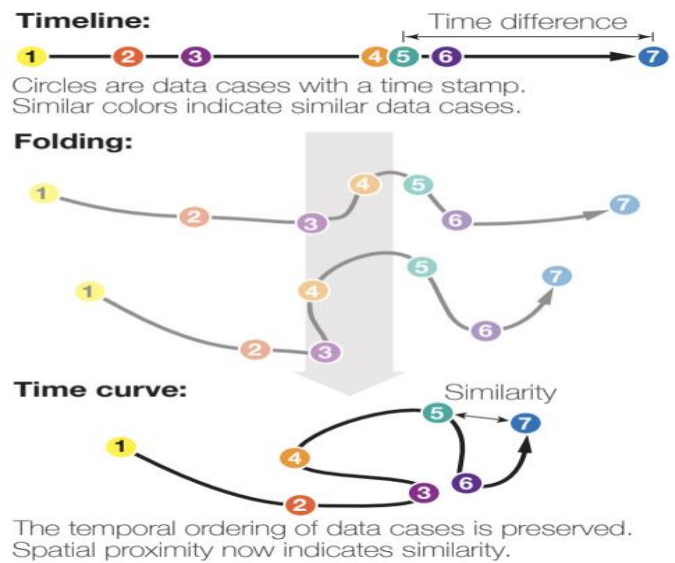 Timeline:
Time difference
1 2 3 4 5 6 7
Circles are data cases with a time stamp.
Similar colors indicate similar data cases.
Folding:
1 2 3 4 5 6 7
1 2 3 4 5 6 7
Time curve:
Similarity
1 2 3 4 5 6 7
The temporal ordering of data cases is preserved.
Spatial proximity now indicates similarity.